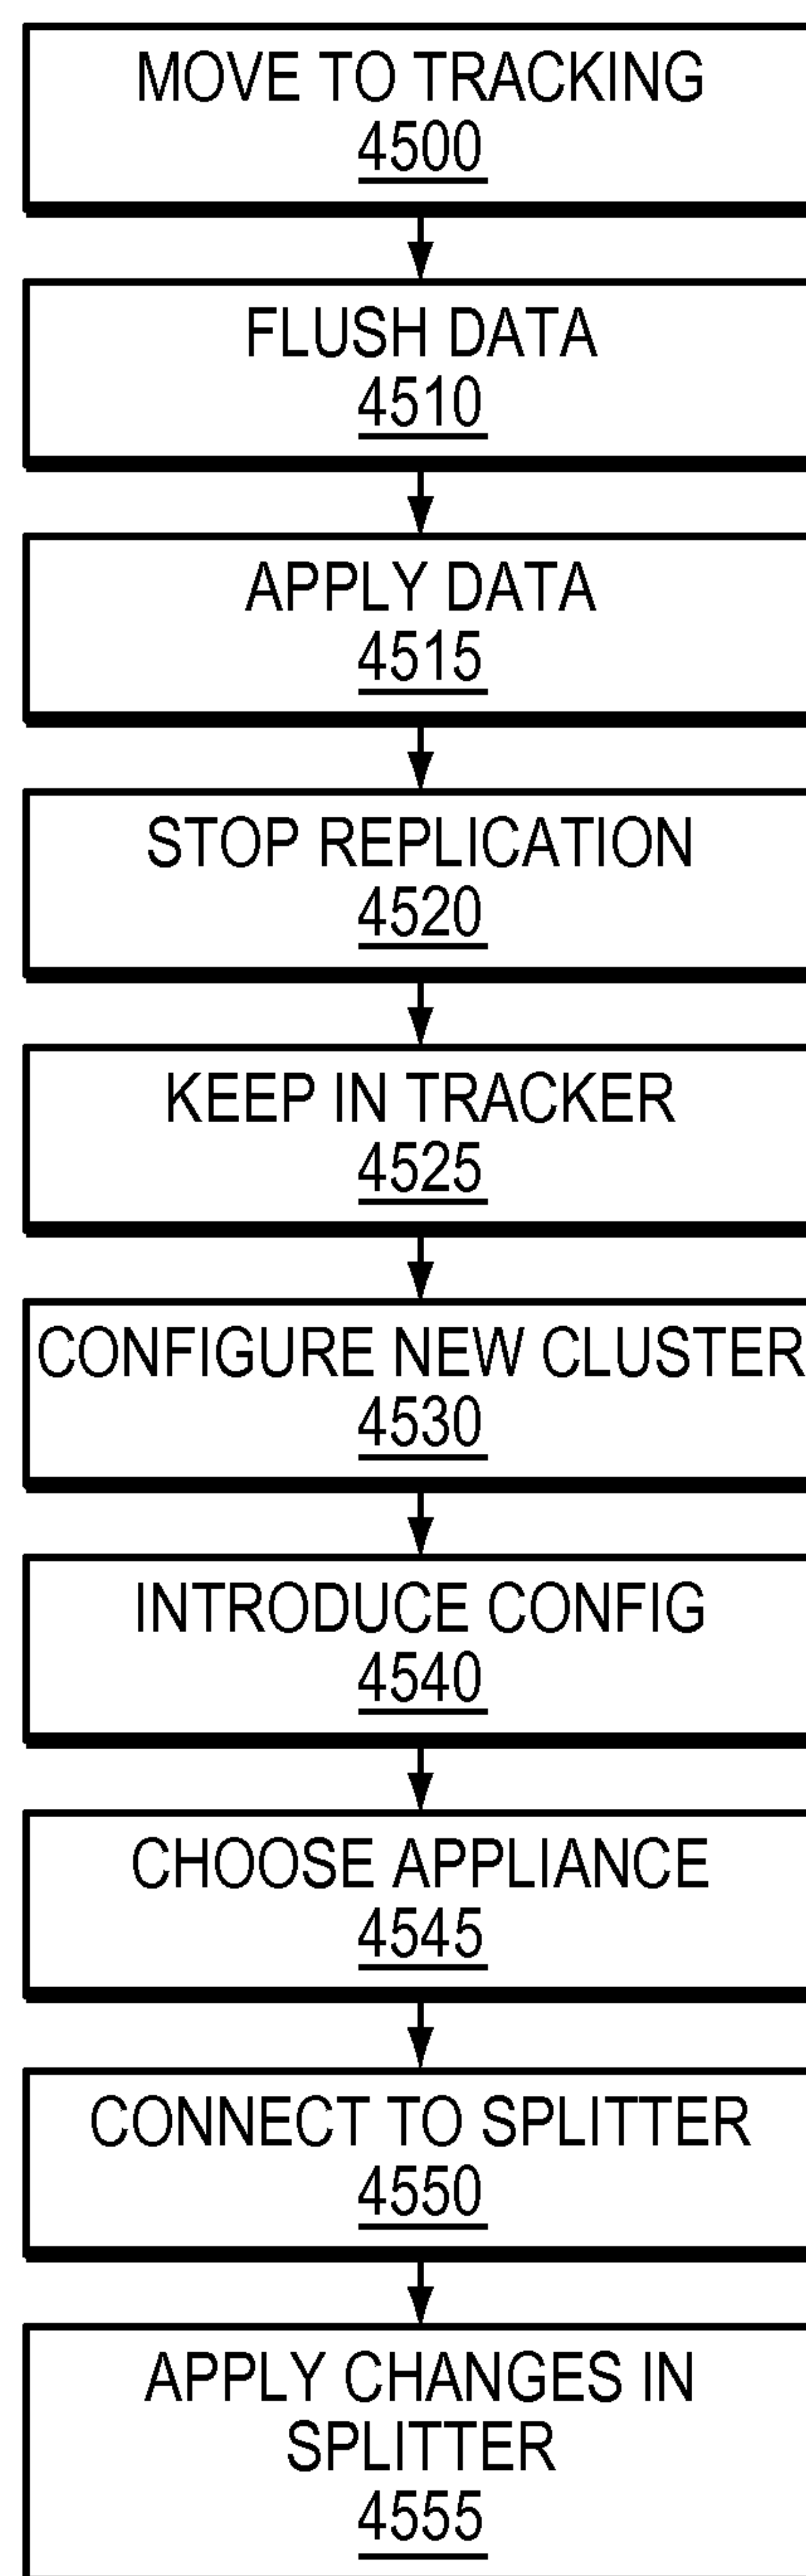 MOVE TO TRACKING
4500
FLUSH DATA
4510
APPLY DATA
4515
STOP REPLICATION
4520
KEEP IN TRACKER
4525
CONFIGURE NEW CLUSTER
4530
INTRODUCE CONFIG
4540
CHOOSE APPLIANCE
4545
CONNECT TO SPLITTER
4550
APPLY CHANGES IN
SPLITTER
4555